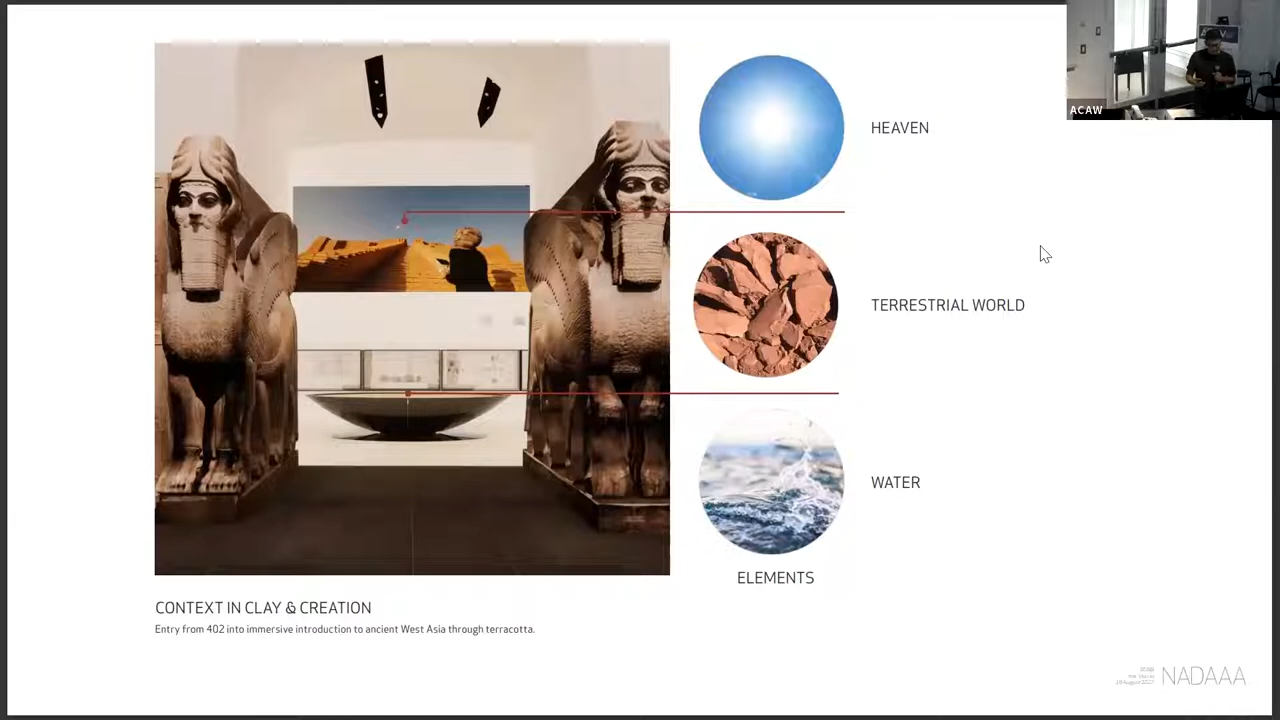 ACAW
HEAVEN
TERRESTRIAL WORLD
WATER
ELEMENTS
CONTEXT IN CLAY & CREATION
Entry from 402 into immersive introduction to ancient West Asia through terracotta.
NADAAA